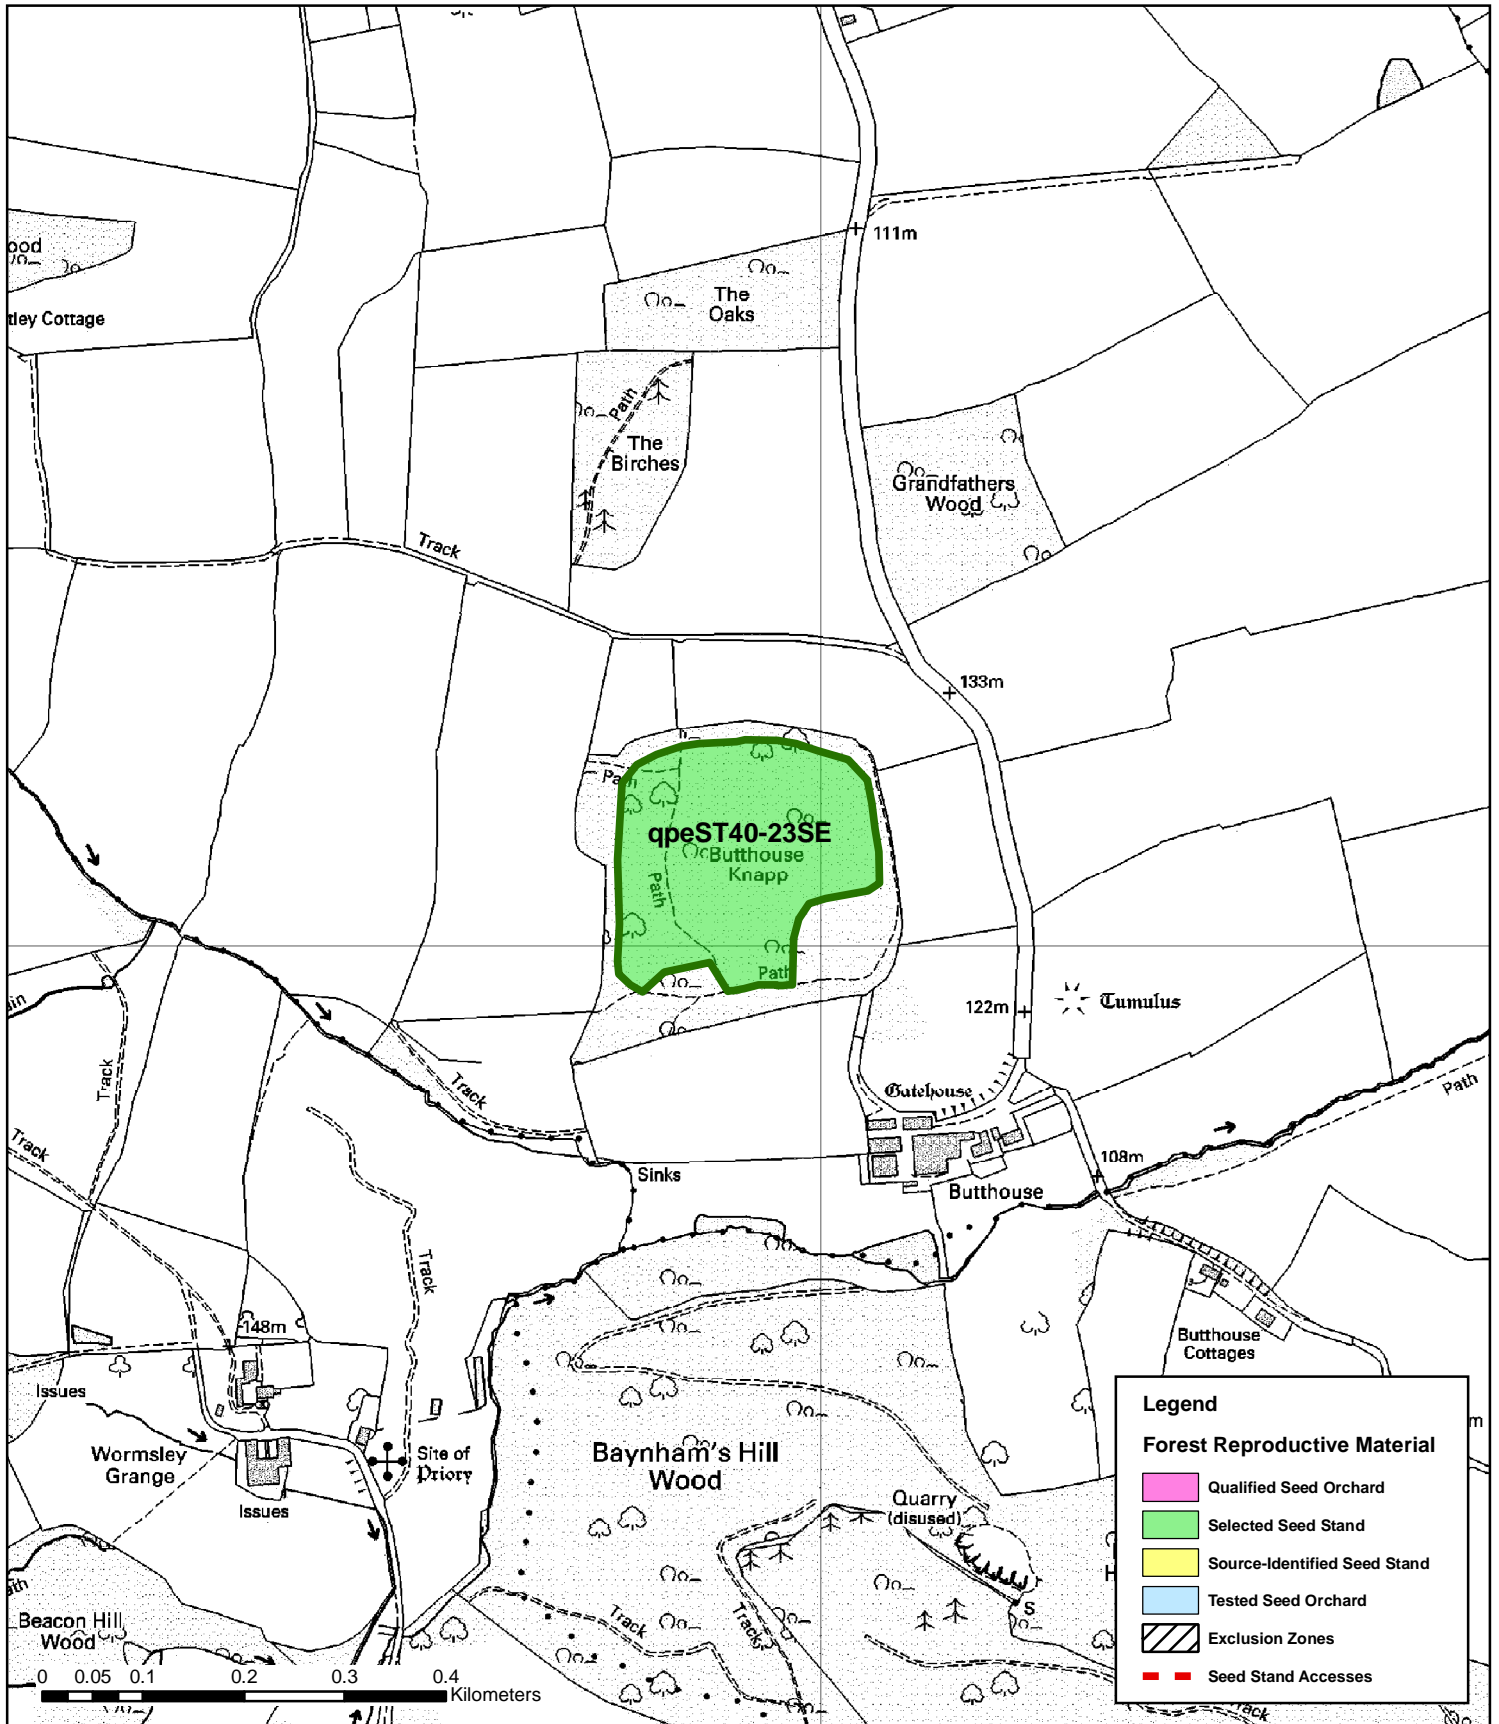 111m
ood
The
Oaks
tley Cottage
Path
The
Birches
Grandfathers
Wood
Track
133m
Path
qpeST40-23SE
Butthouse
Knapp
Path
Path
122m
Tumulus
Track
Track
Gatehouse
Path
Track
108m
Sinks
Butthouse
Track
148m
Butthouse
Cottages
Issues
Wormsley
Grange
Site of
Priory
Issues
Baynham's Hill
Wood
Quarry
(disused)
S
H
m
ath
Beacon Hill
Wood
Track
Track
Track
Legend
Forest Reproductive Material
Qualified Seed Orchard
Selected Seed Stand
Source-Identified Seed Stand
Tested Seed Orchard
Exclusion Zones
Seed Stand Accesses
0 0.05 0.1 0.2 0.3 0.4
Kilometers